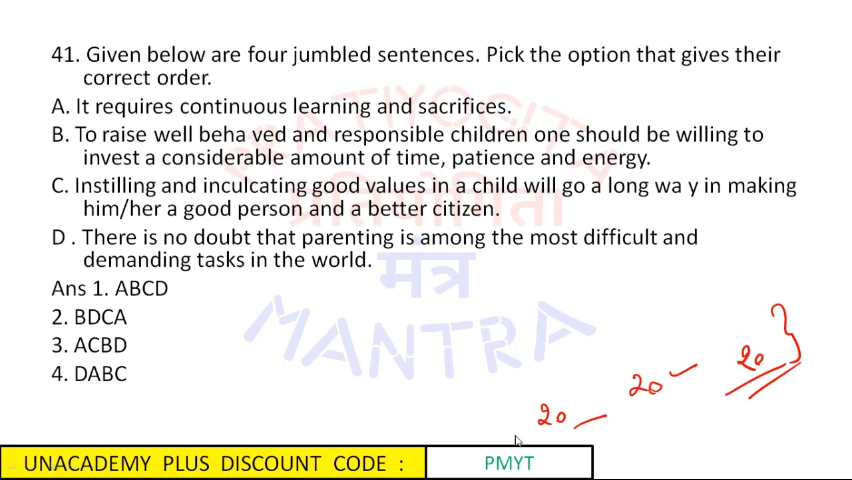 41. Given below are four jumbled sentences. Pick the option that gives their
correct order.
A. It requires continuous learning and sacrifices.
B. To raise well beha ved and responsible children one should be willing to
invest a considerable amount of time, patience and energy.
C. Instilling and inculcating good values in a child will go a long wa y in making
him/her a good person and a better citizen.
D . There is no doubt that parenting is among the most difficult and
demanding tasks in the world.
Ans 1. ABCD
2. BDCA
3. ACBD
4. DABC
PRATIYOGITA
प्रतियोगिता
मंत्र
MANTRA
20
20
20
UNACADEMY PLUS DISCOUNT CODE :
PMYT